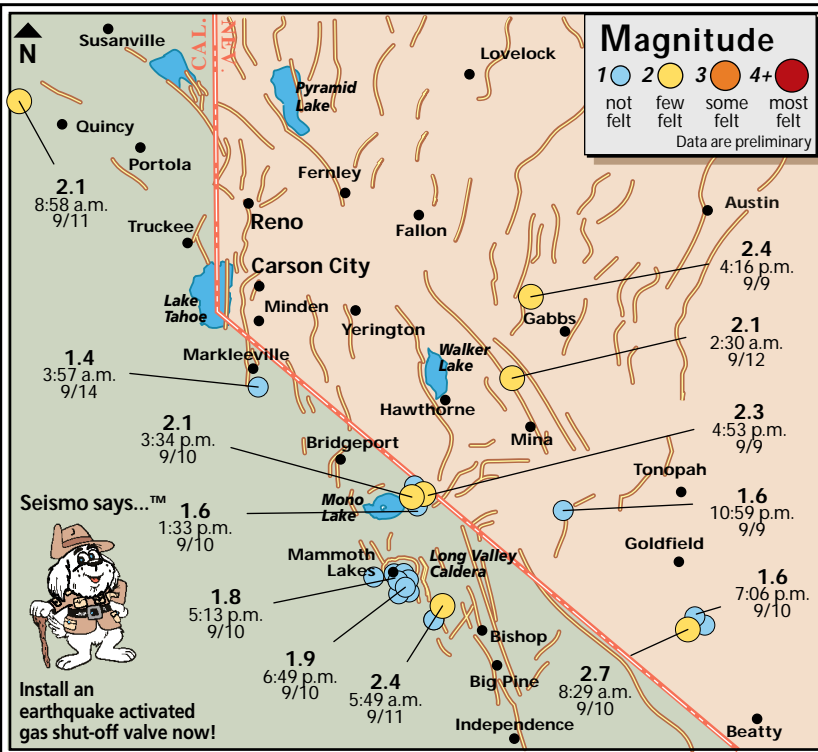 N
Susanville
CAL.
NEV.
Lovelock
Magnitude
1 2 3 4+
not few some most
felt felt felt felt
Data are preliminary
Pyramid
Lake
Quincy
Portola
2.1
8:58 a.m.
9/11
Fernley
Austin
Truckee
Reno
Fallon
2.4
4:16 p.m.
9/9
Carson City
Lake
Tahoe
Minden
Yerington
Gabbs
2.1
2:30 a.m.
9/12
Markleeville
1.4
3:57 a.m.
9/14
Walker
Lake
Hawthorne
Mina
2.3
4:53 p.m.
9/9
2.1
3:34 p.m.
9/10
Bridgeport
Tonopah
Seismo says...™
1.6
1:33 p.m.
9/10
Mono
Lake
1.6
10:59 p.m.
9/9
Goldfield
Mammoth
Lakes
Long Valley
Caldera
1.6
7:06 p.m.
9/10
1.8
5:13 p.m.
9/10
1.9
6:49 p.m.
9/10
2.4
5:49 a.m.
9/11
Bishop
Big Pine
2.7
8:29 a.m.
9/10
Independence
Beatty
Install an
earthquake activated
gas shut-off valve now!